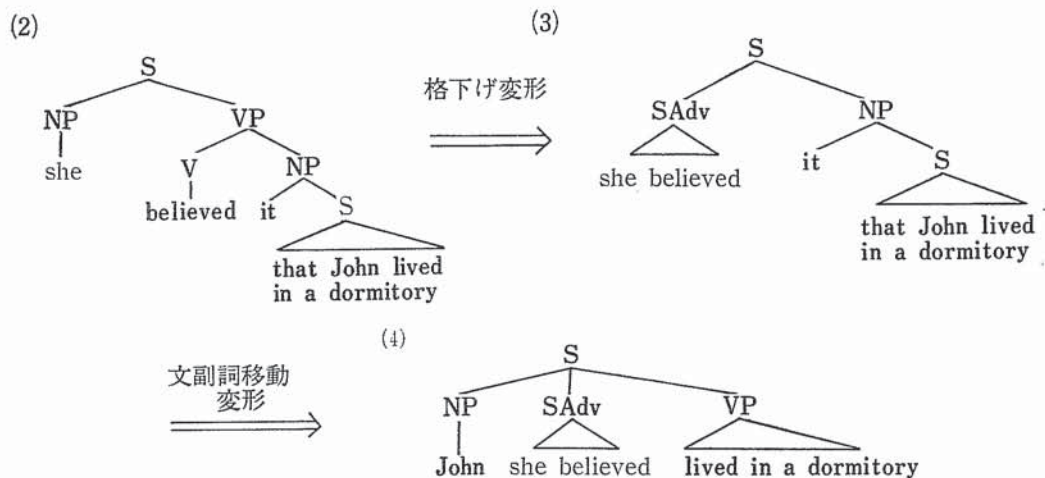 (2)
S
NP VP
she
V NP
believed it S
that John lived
in a dormitory
格下げ変形
(3)
S
SAdv NP
she believed it S
that John lived
in a dormitory
文副詞移動
変形
(4)
S
NP SAdv VP
John she believed lived in a dormitory